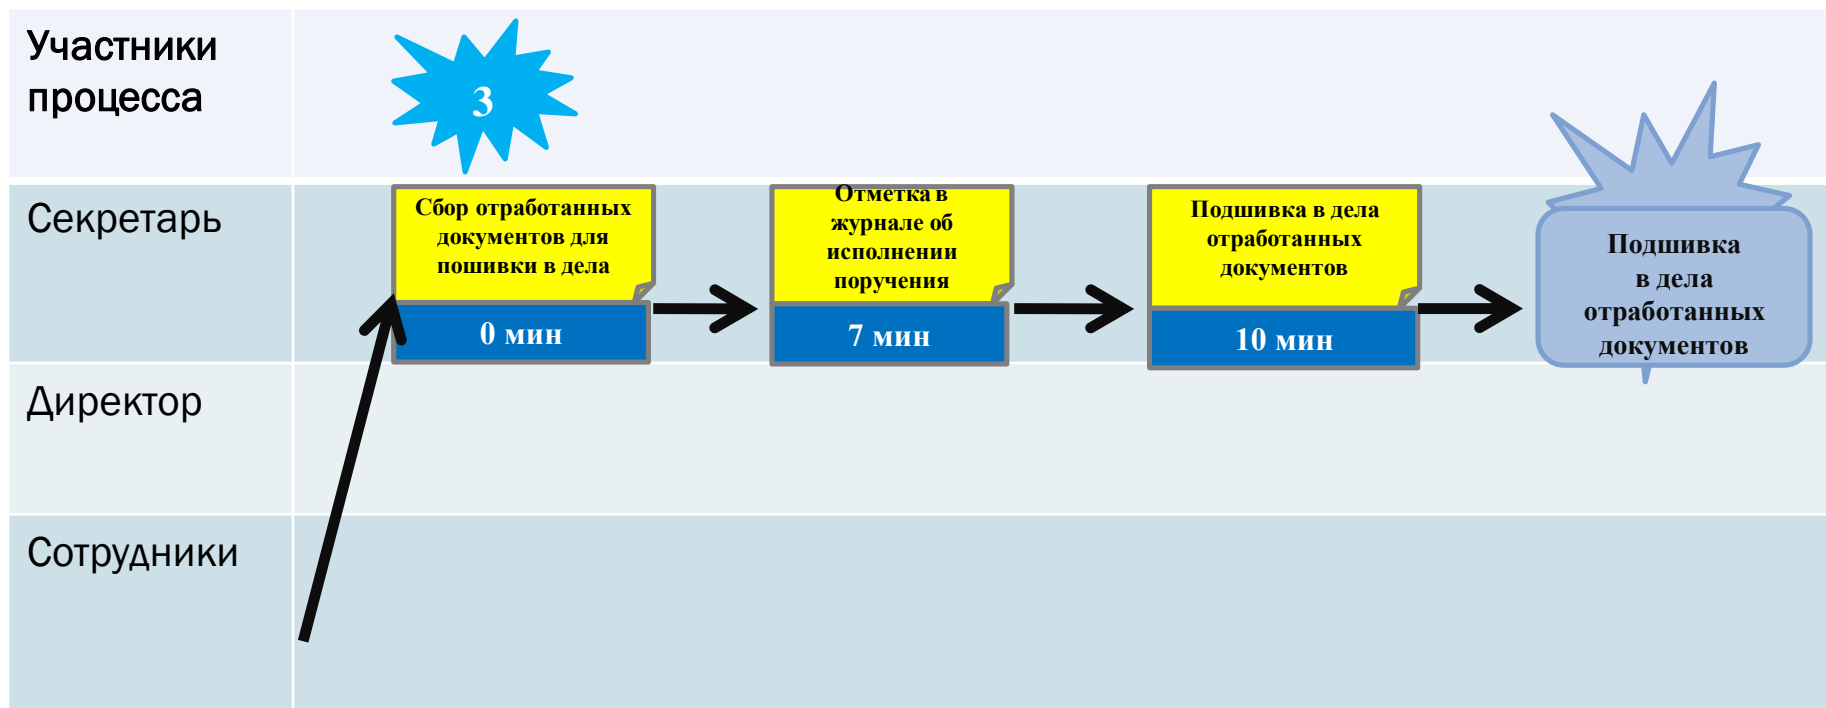 Участники
процесса
3
Секретарь
Сбор отработанных
документов для
пошивки в дела
0 мин
Отметка в
журнале об
исполнении
поручения
7 мин
Подшивка в дела
отработанных
документов
10 мин
Подшивка
в дела
отработанных
документов
Директор
Сотрудники